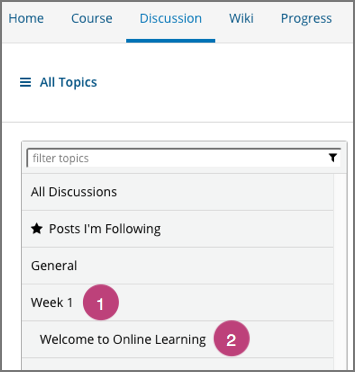 Home Course Discussion Wiki Progress
All Topics
filter topics
All Discussions
Posts I'm Following
General
Week 1 1
Welcome to Online Learning 2